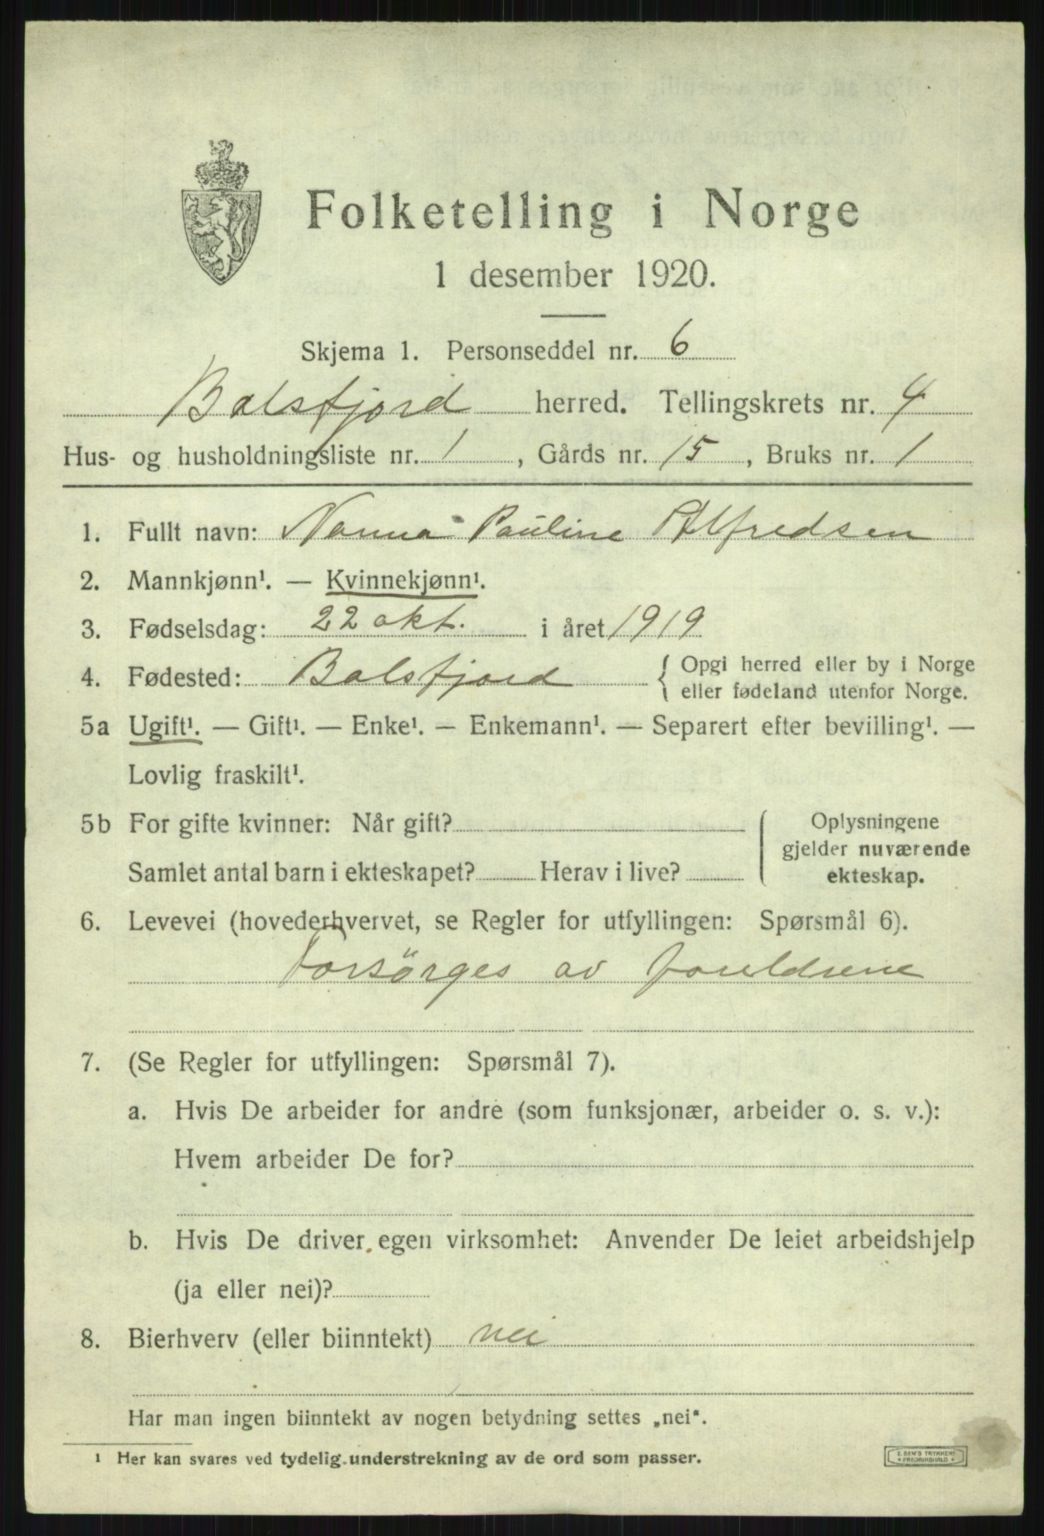 Folketelling i Norge
1 desember 1920.
Skjema 1. Personseddel nr. 6
Balsfjord herred. Tellingskrets nr. 4
Hus- og husholdningsliste nr. 1, Gårds nr. 15, Bruks nr. 1
1. Fullt navn: Nanna Pauline Alfredsen
2. Mannkjønn¹. — Kvinnekjønn¹.
3. Fødselsdag: 22 okt. i året 1919
4. Fødested: Balsfjord { Opgi herred eller by i Norge
eller fødeland utenfor Norge.
5a Ugift¹. — Gift¹. — Enke¹. — Enkemann¹. — Separert efter bevilling¹. —
Lovlig fraskilt¹.
5b For gifte kvinner: Når gift?
Samlet antal barn i ekteskapet? Herav i live?
Oplysningene
gjelder nuværende
ekteskap.
6. Levevei (hovederhvervet, se Regler for utfyllingen: Spørsmål 6).
Forsörges av foreldrene
7. (Se Regler for utfyllingen: Spørsmål 7).
a. Hvis De arbeider for andre (som funksjonær, arbeider o. s. v.):
Hvem arbeider De for?
b. Hvis De driver egen virksomhet: Anvender De leiet arbeidshjelp
(ja eller nei)?
8. Bierhverv (eller biinntekt) nei
Har man ingen biinntekt av nogen betydning settes „nei“.
¹ Her kan svares ved tydelig understrekning av de ord som passer.
E. SEM'S TRYKKERI
FREDRIKSHALD